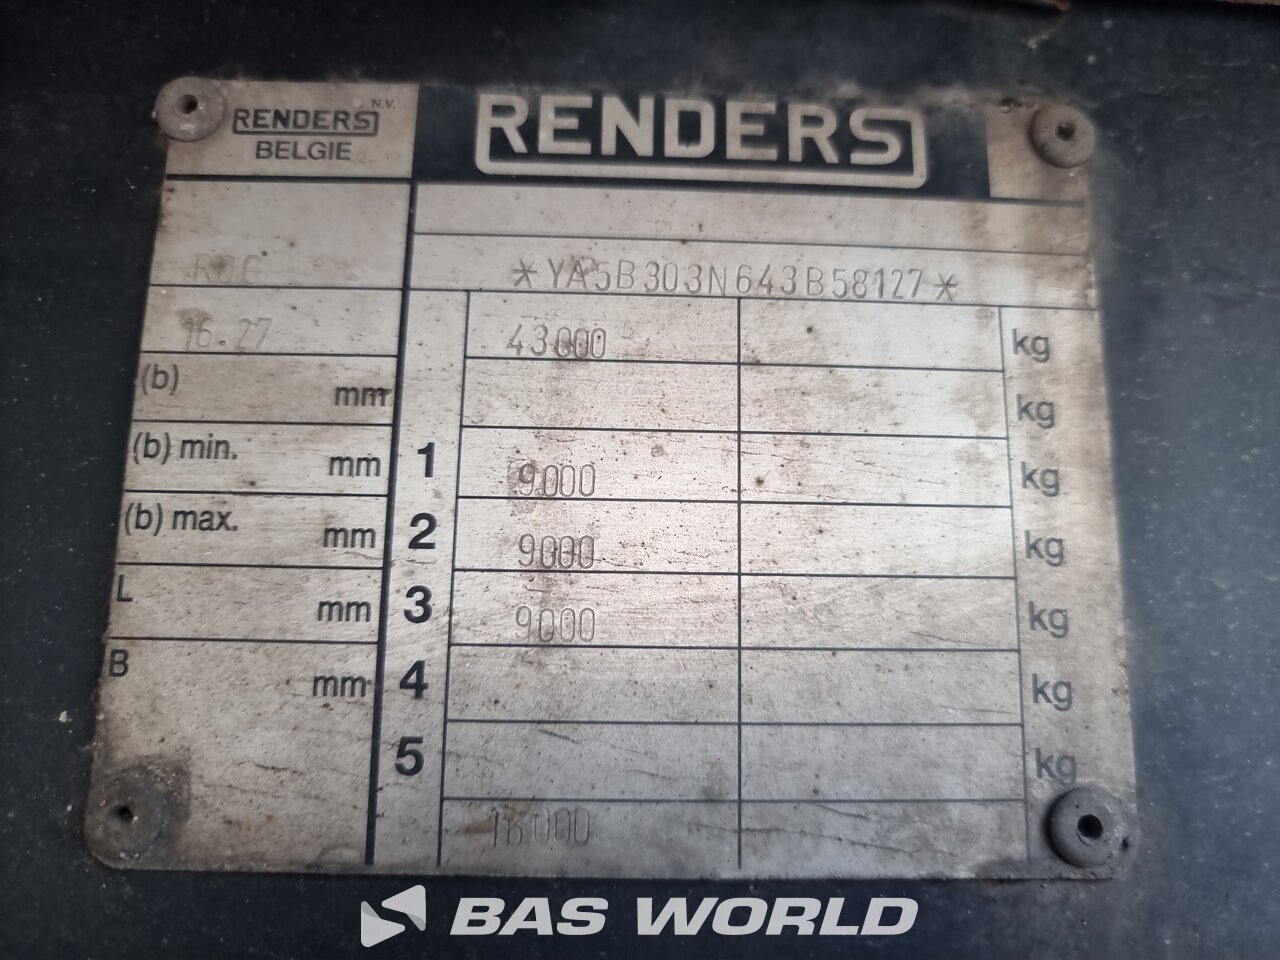 RENDERS N.V.
BELGIE
RENDERS
*YA5B303N643B58127*
16.27
43000 kg
(b) mm
kg
(b) min. mm
1 9000 kg
(b) max. mm
2 9000 kg
L mm
3 9000 kg
B mm
4 kg
5 kg
16000
BAS WORLD